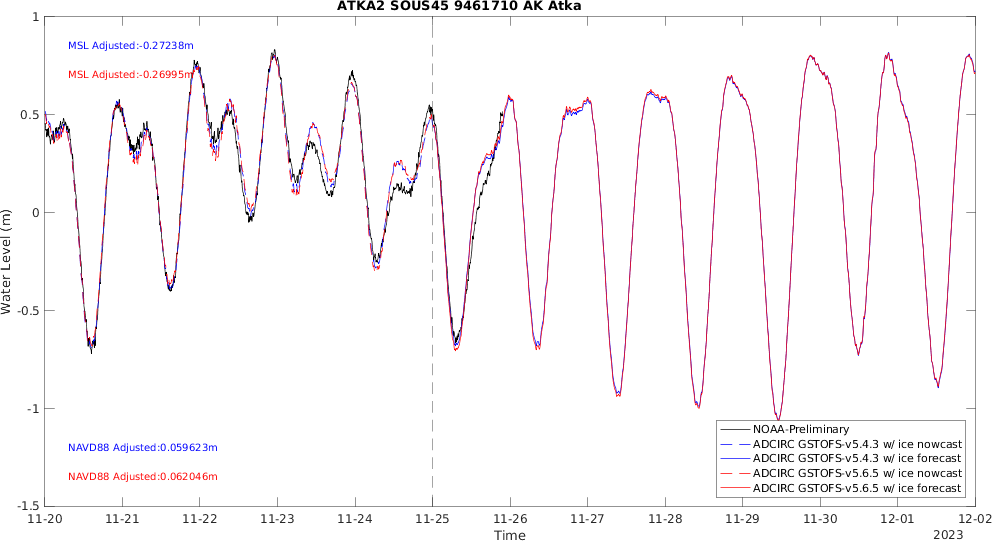 ATKA2 SOUS45 9461710 AK Atka
1
MSL Adjusted:-0.27238m
MSL Adjusted:-0.26995m
0.5
0
Water Level (m)
-0.5
-1
NAVD88 Adjusted:0.059623m
NAVD88 Adjusted:0.062046m
-1.5
NOAA-Preliminary
ADCIRC GSTOFS-v5.4.3 w/ ice nowcast
ADCIRC GSTOFS-v5.4.3 w/ ice forecast
ADCIRC GSTOFS-v5.6.5 w/ ice nowcast
ADCIRC GSTOFS-v5.6.5 w/ ice forecast
11-20 11-21 11-22 11-23 11-24 11-25 11-26 11-27 11-28 11-29 11-30 12-01 12-02
Time
2023